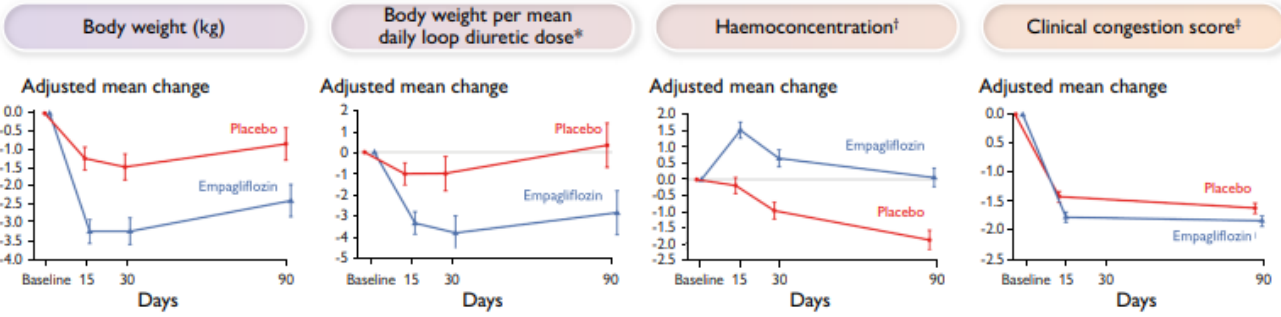 Body weight (kg)
Body weight per mean
daily loop diuretic dose*
Haemoconcentration†
Clinical congestion score‡
Adjusted mean change
0.0
-0.5
-1.0
-1.5
-2.0
-2.5
-3.0
-3.5
-4.0
Placebo
Empagliflozin
Baseline 15 30 90
Days
Adjusted mean change
2
1
0
-1
-2
-3
-4
-5
Placebo
Empagliflozin
Baseline 15 30 90
Days
Adjusted mean change
2.0
1.5
1.0
0.5
0.0
-0.5
-1.0
-1.5
-2.0
-2.5
Empagliflozin
Placebo
Baseline 15 30 90
Days
Adjusted mean change
0.0
0.5
-1.0
-1.5
-2.0
-2.5
Placebo
Empagliflozin
Baseline 15 30 90
Days